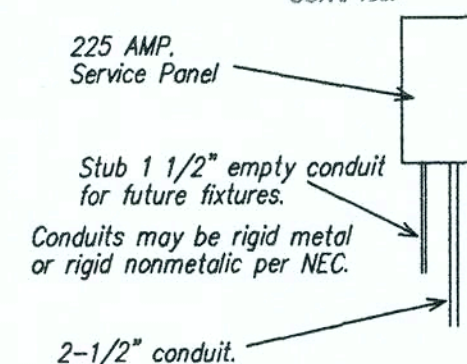 225 AMP.
Service Panel
Stub 1 1/2" empty conduit
for future fixtures.
Conduits may be rigid metal
or rigid nonmetalic per NEC.
2-1/2" conduit.